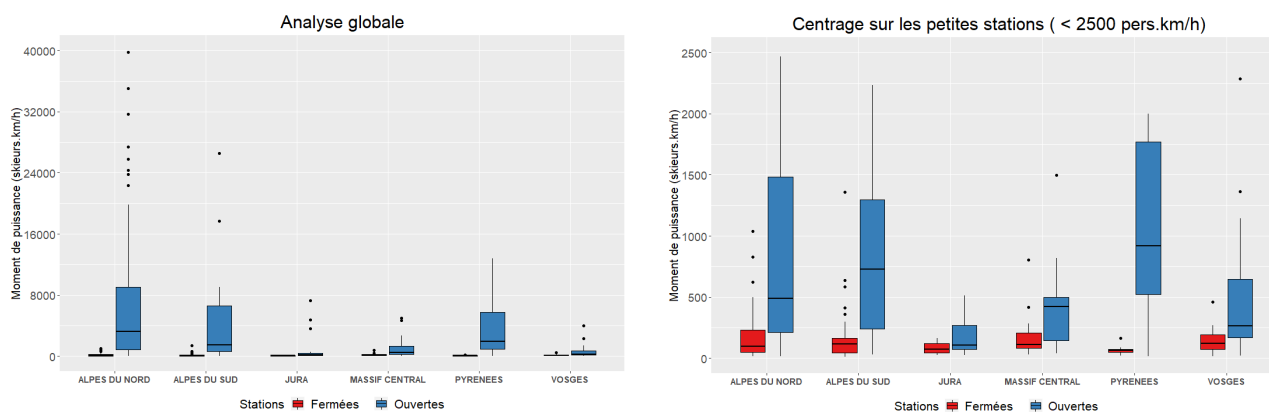 Analyse globale
Moment de puissance (skieurs.km/h)
40000
32000
24000
16000
8000
0
ALPES DU NORD ALPES DU SUD JURA MASSIF CENTRAL PYRENEES VOSGES
Stations Fermées Ouvertes
Centrage sur les petites stations ( < 2500 pers.km/h)
Moment de puissance (skieurs.km/h)
2500
2000
1500
1000
500
0
ALPES DU NORD ALPES DU SUD JURA MASSIF CENTRAL PYRENEES VOSGES
Stations Fermées Ouvertes